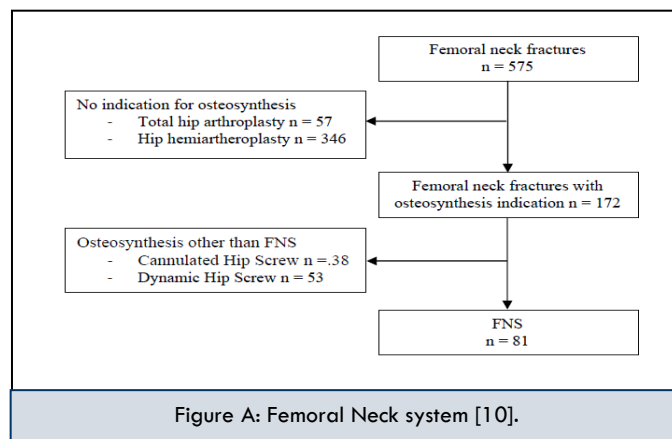 Femoral neck fractures
n = 575
No indication for osteosynthesis
- Total hip arthroplasty n = 57
- Hip hemiartheroplasty n = 346
Femoral neck fractures with
osteosynthesis indication n = 172
Osteosynthesis other than FNS
- Cannulated Hip Screw n =.38
- Dynamic Hip Screw n = 53
FNS
n = 81
Figure A: Femoral Neck system [10].